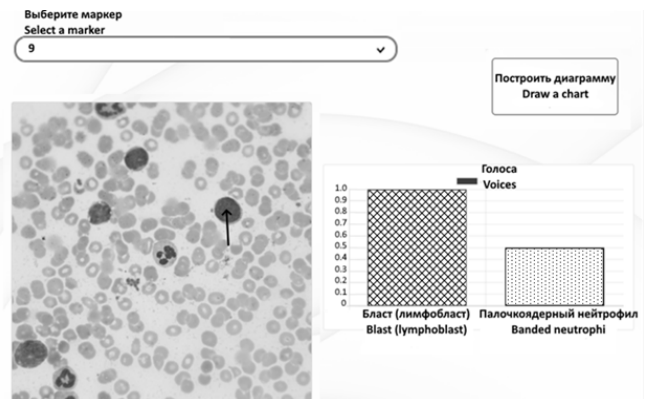 Выберите маркер
Select a marker
9
Построить диаграмму
Draw a chart
Голоса
Voices
1.0
0.9
0.8
0.7
0.6
0.5
0.4
0.3
0.2
0.1
0
Бласт (лимфобласт)
Blast (lymphoblast)
Палочкоядерный нейтрофил
Banded neutrophi